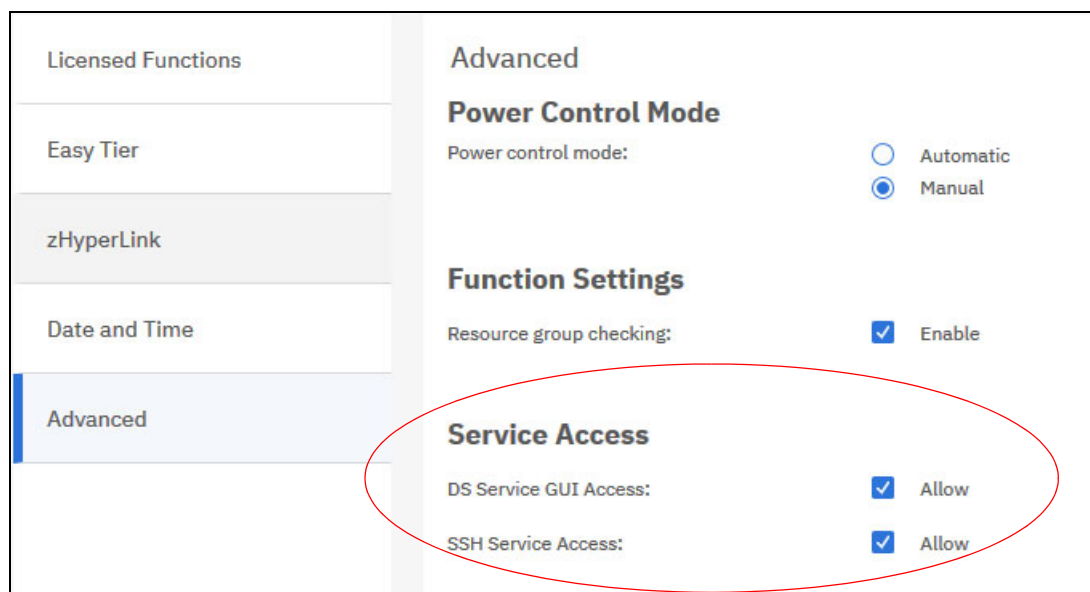 Licensed Functions
Easy Tier
zHyperLink
Date and Time
Advanced
Advanced
Power Control Mode
Power control mode: Automatic
Manual
Function Settings
Resource group checking: Enable
Service Access
DS Service GUI Access: Allow
SSH Service Access: Allow